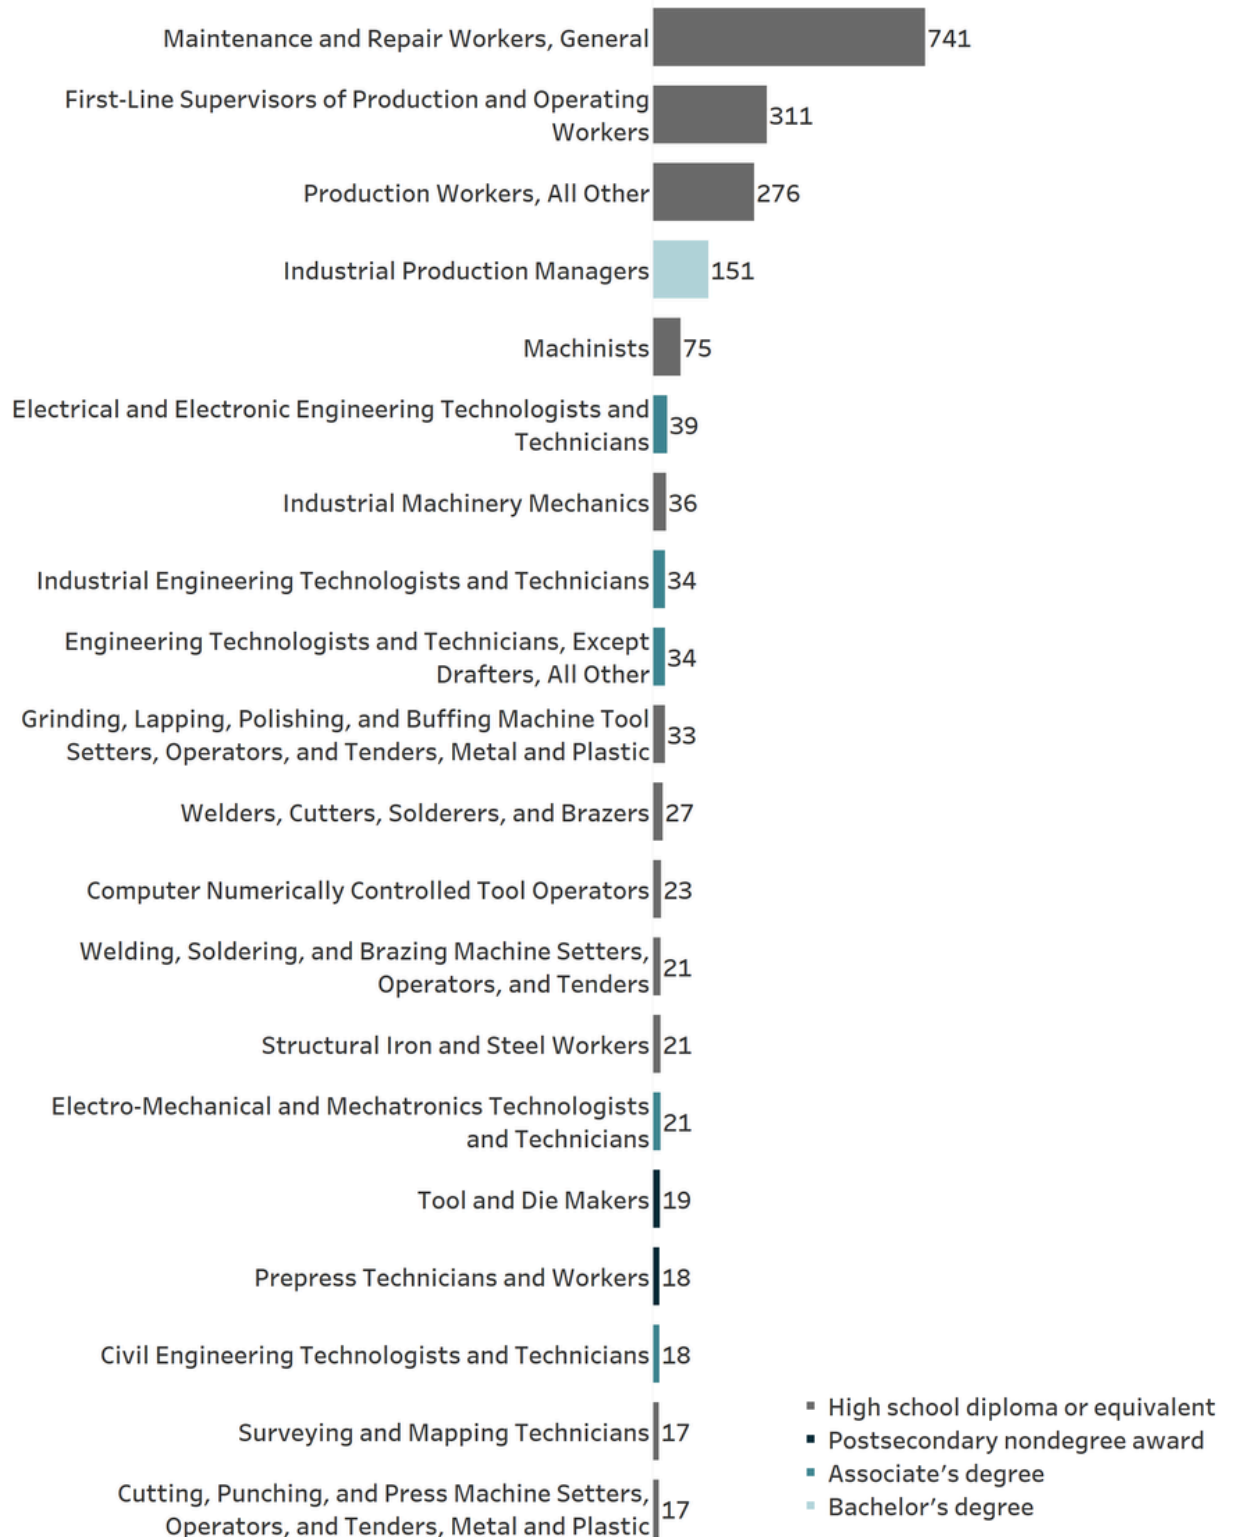 Maintenance and Repair Workers, General 741
First-Line Supervisors of Production and Operating
Workers 311
Production Workers, All Other 276
Industrial Production Managers 151
Machinists 75
Electrical and Electronic Engineering Technologists and
Technicians 39
Industrial Machinery Mechanics 36
Industrial Engineering Technologists and Technicians 34
Engineering Technologists and Technicians, Except
Drafters, All Other 34
Grinding, Lapping, Polishing, and Buffing Machine Tool
Setters, Operators, and Tenders, Metal and Plastic 33
Welders, Cutters, Solderers, and Brazers 27
Computer Numerically Controlled Tool Operators 23
Welding, Soldering, and Brazing Machine Setters,
Operators, and Tenders 21
Structural Iron and Steel Workers 21
Electro-Mechanical and Mechatronics Technologists
and Technicians 21
Tool and Die Makers 19
Prepress Technicians and Workers 18
Civil Engineering Technologists and Technicians 18
Surveying and Mapping Technicians 17
Cutting, Punching, and Press Machine Setters,
Operators, and Tenders, Metal and Plastic 17
High school diploma or equivalent
Postsecondary nondegree award
Associate's degree
Bachelor's degree